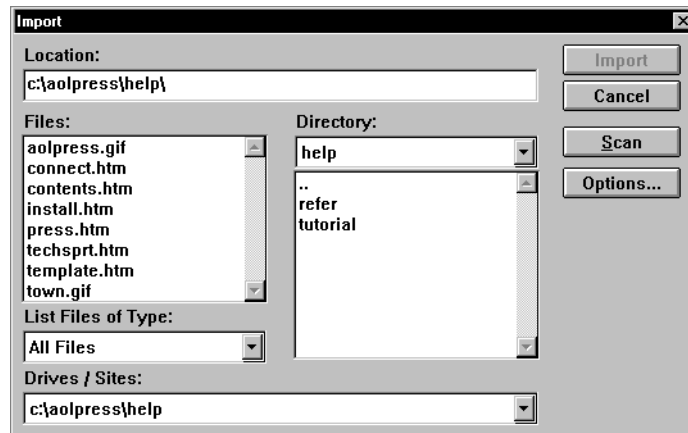 Import
Location:
c:\aolpress\help\
Import
Cancel
Scan
Options...
Files:
aolpress.gif
connect.htm
contents.htm
install.htm
press.htm
techsprt.htm
template.htm
town.gif
Directory:
help
..
refer
tutorial
List Files of Type:
All Files
Drives / Sites:
c:\aolpress\help